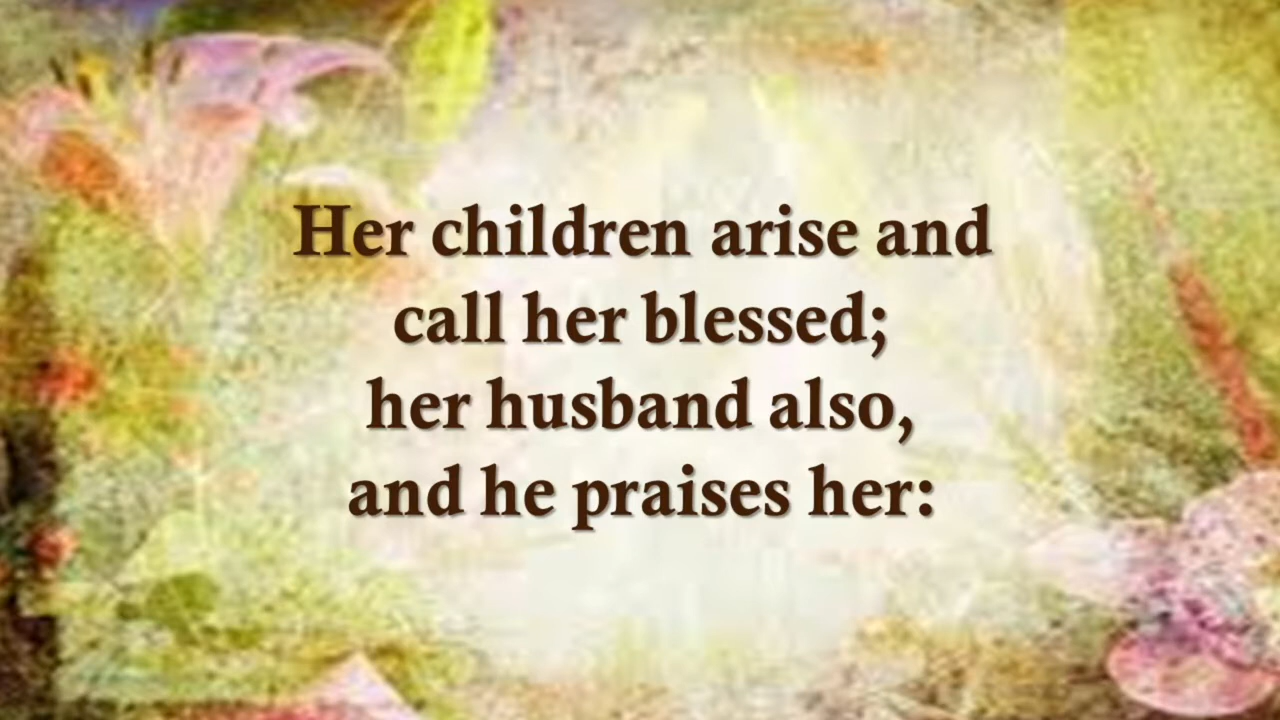 Her children arise and
call her blessed;
her husband also,
and he praises her: